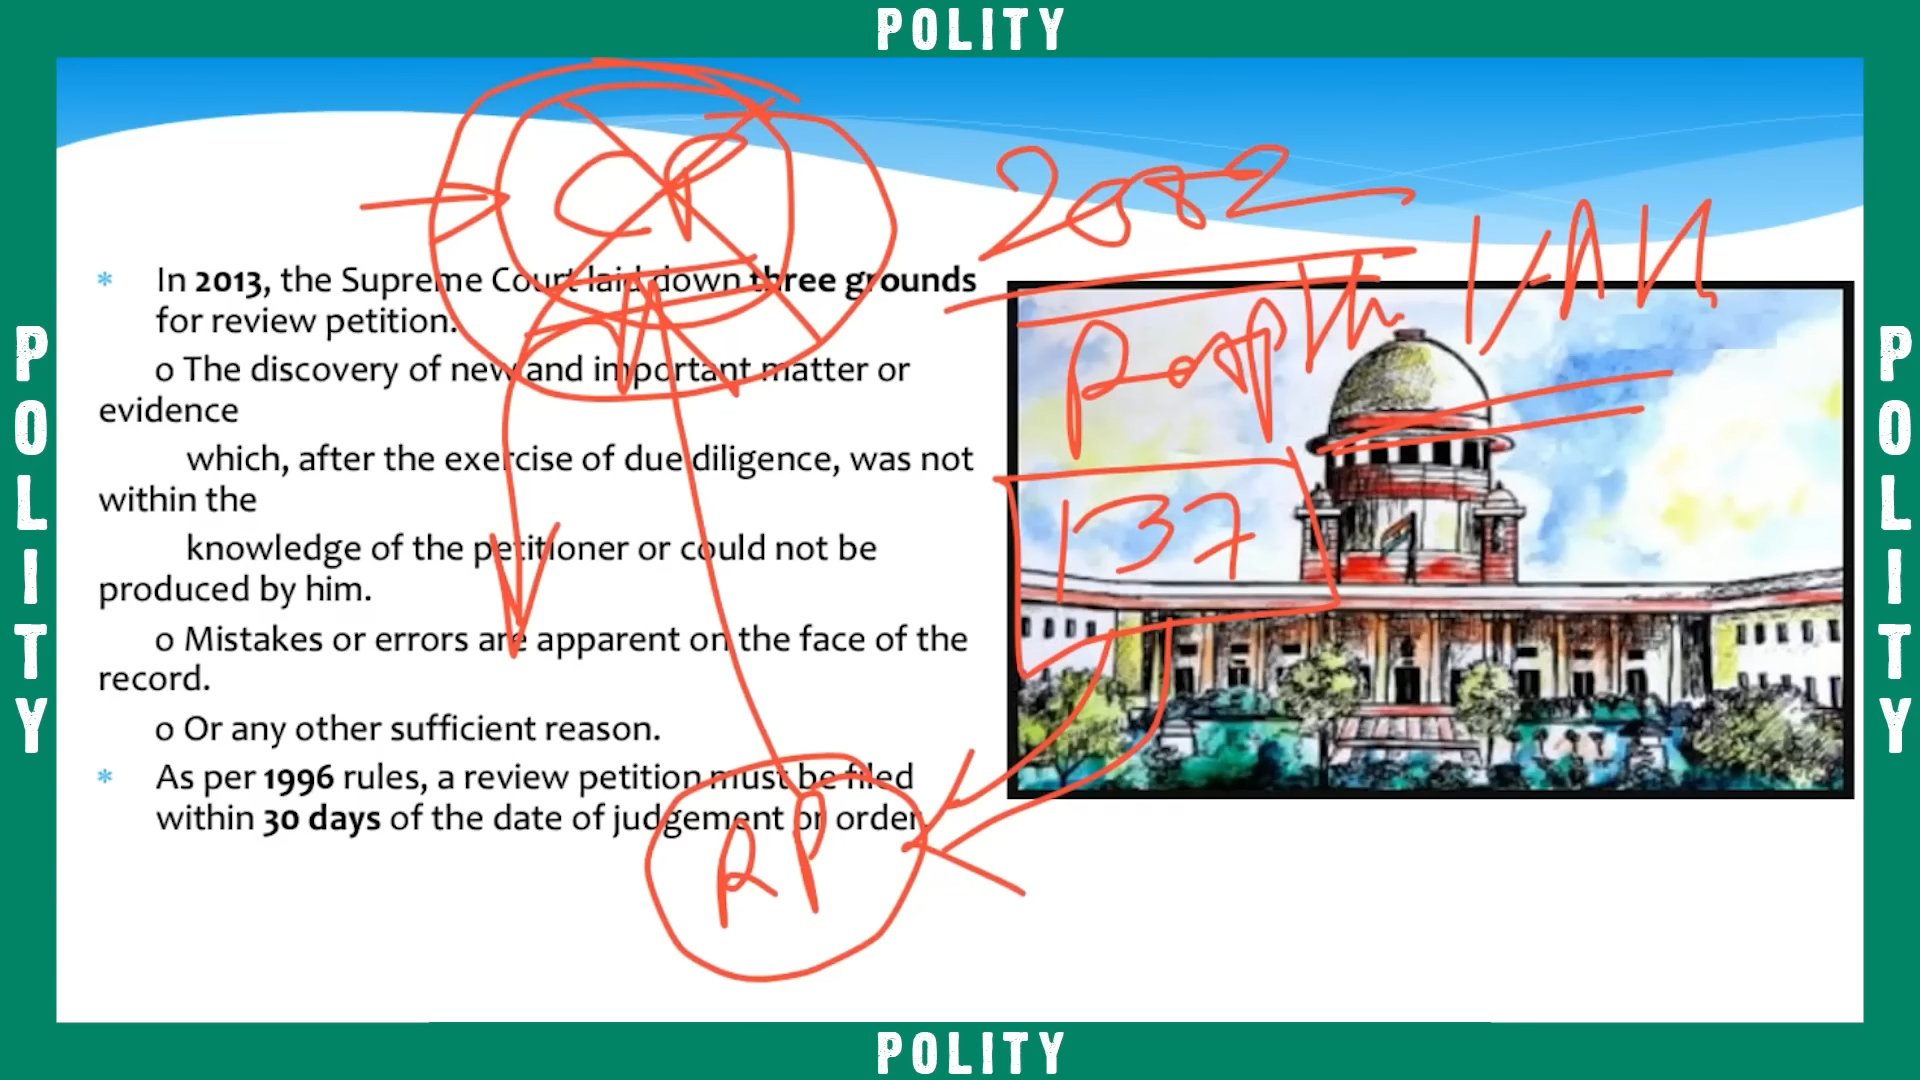 POLITY
CP
2002
* In 2013, the Supreme Court laid down three grounds
for review petition.
o The discovery of new and important matter or
evidence
which, after the exercise of due diligence, was not
within the
knowledge of the petitioner or could not be
produced by him.
o Mistakes or errors are apparent on the face of the
record.
o Or any other sufficient reason.
* As per 1996 rules, a review petition must be filed
within 30 days of the date of judgement or order.
137
RP
POLITY
POLITY
POLITY